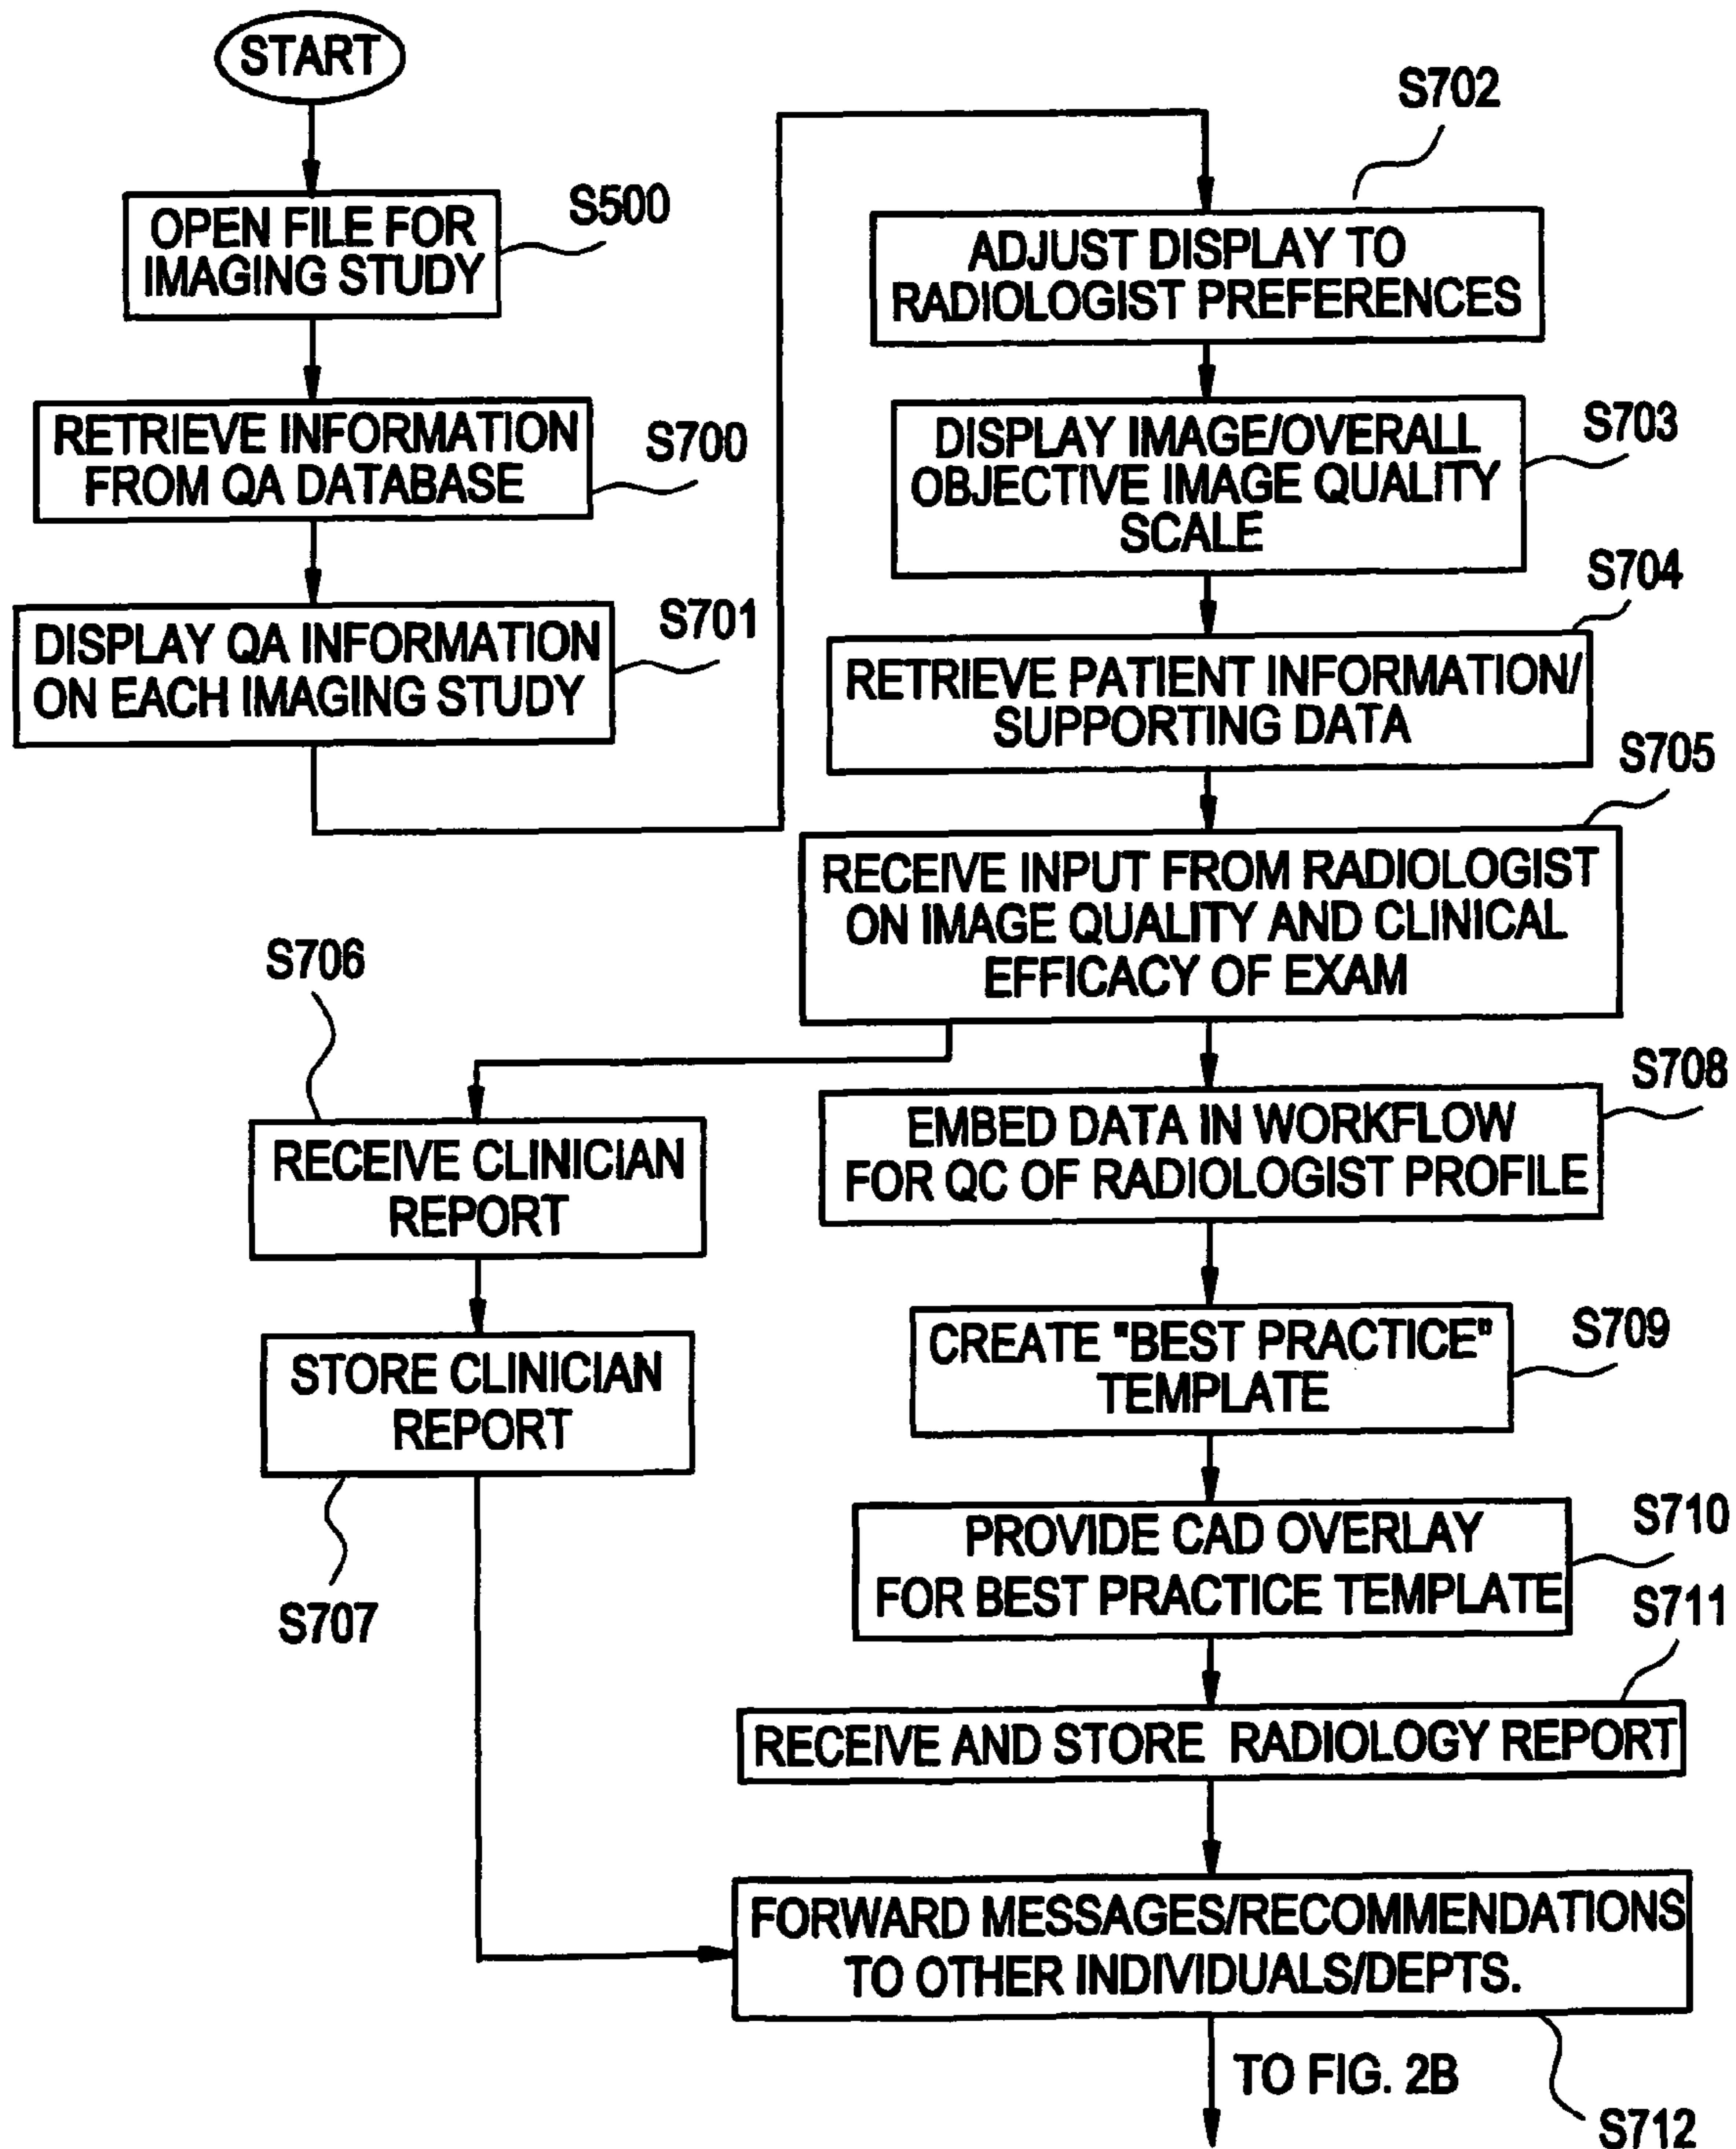 START
OPEN FILE FOR
IMAGING STUDY
S500
RETRIEVE INFORMATION
FROM QA DATABASE
S700
DISPLAY QA INFORMATION
ON EACH IMAGING STUDY
S701
S702
ADJUST DISPLAY TO
RADIOLOGIST PREFERENCES
DISPLAY IMAGE/OVERALL
OBJECTIVE IMAGE QUALITY
SCALE
S703
S704
RETRIEVE PATIENT INFORMATION/
SUPPORTING DATA
S705
RECEIVE INPUT FROM RADIOLOGIST
ON IMAGE QUALITY AND CLINICAL
EFFICACY OF EXAM
S706
RECEIVE CLINICIAN
REPORT
STORE CLINICIAN
REPORT
S707
S708
EMBED DATA IN WORKFLOW
FOR QC OF RADIOLOGIST PROFILE
CREATE "BEST PRACTICE"
TEMPLATE
S709
PROVIDE CAD OVERLAY
FOR BEST PRACTICE TEMPLATE
S710
S711
RECEIVE AND STORE RADIOLOGY REPORT
FORWARD MESSAGES/RECOMMENDATIONS
TO OTHER INDIVIDUALS/DEPTS.
TO FIG. 2B
S712